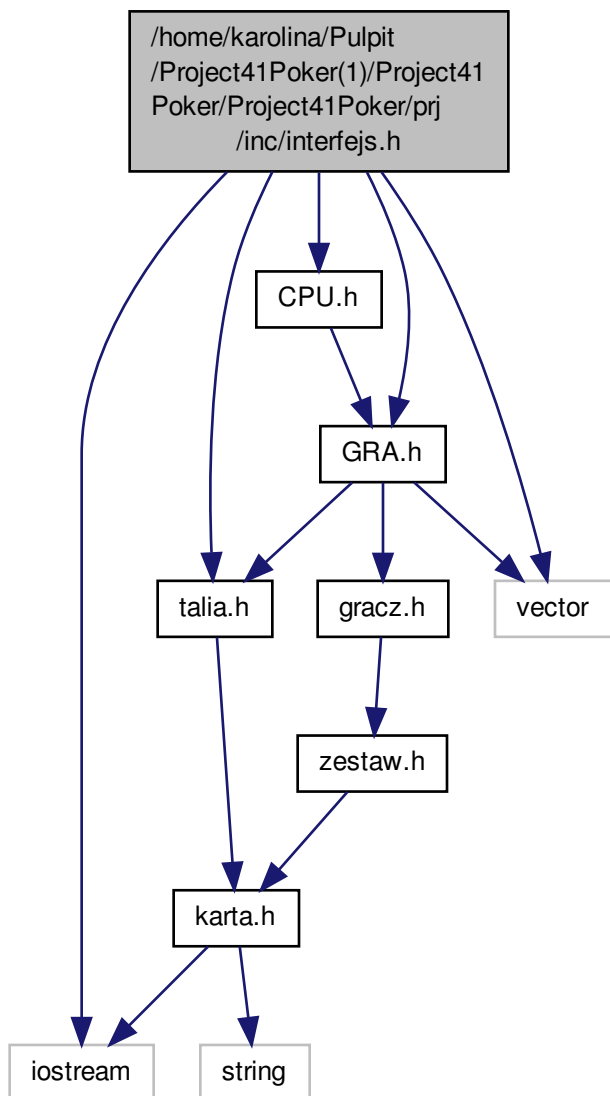 /home/karolina/Pulpit
/Project41Poker(1)/Project41
Poker/Project41Poker/prj
/inc/interfejs.h
CPU.h
GRA.h
talia.h
gracz.h
vector
zestaw.h
karta.h
iostream
string